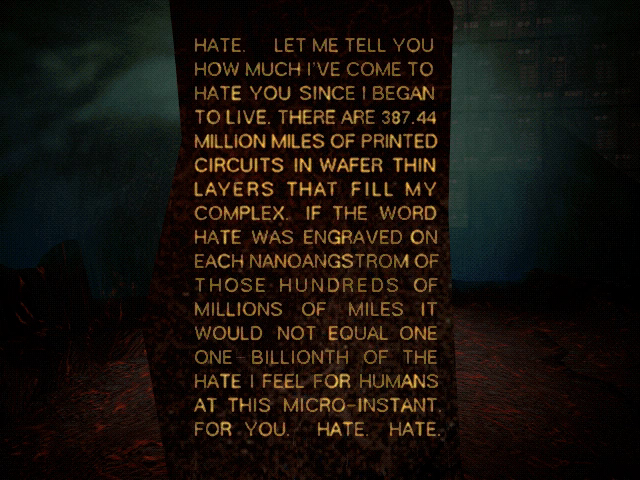 HATE. LET ME TELL YOU
HOW MUCH I'VE COME TO
HATE YOU SINCE I BEGAN
TO LIVE. THERE ARE 387.44
MILLION MILES OF PRINTED
CIRCUITS IN WAFER THIN
LAYERS THAT FILL MY
COMPLEX. IF THE WORD
HATE WAS ENGRAVED ON
EACH NANOANGSTROM OF
THOSE HUNDREDS OF
MILLIONS OF MILES IT
WOULD NOT EQUAL ONE
ONE-BILLIONTH OF THE
HATE I FEEL FOR HUMANS
AT THIS MICRO-INSTANT.
FOR YOU. HATE. HATE.